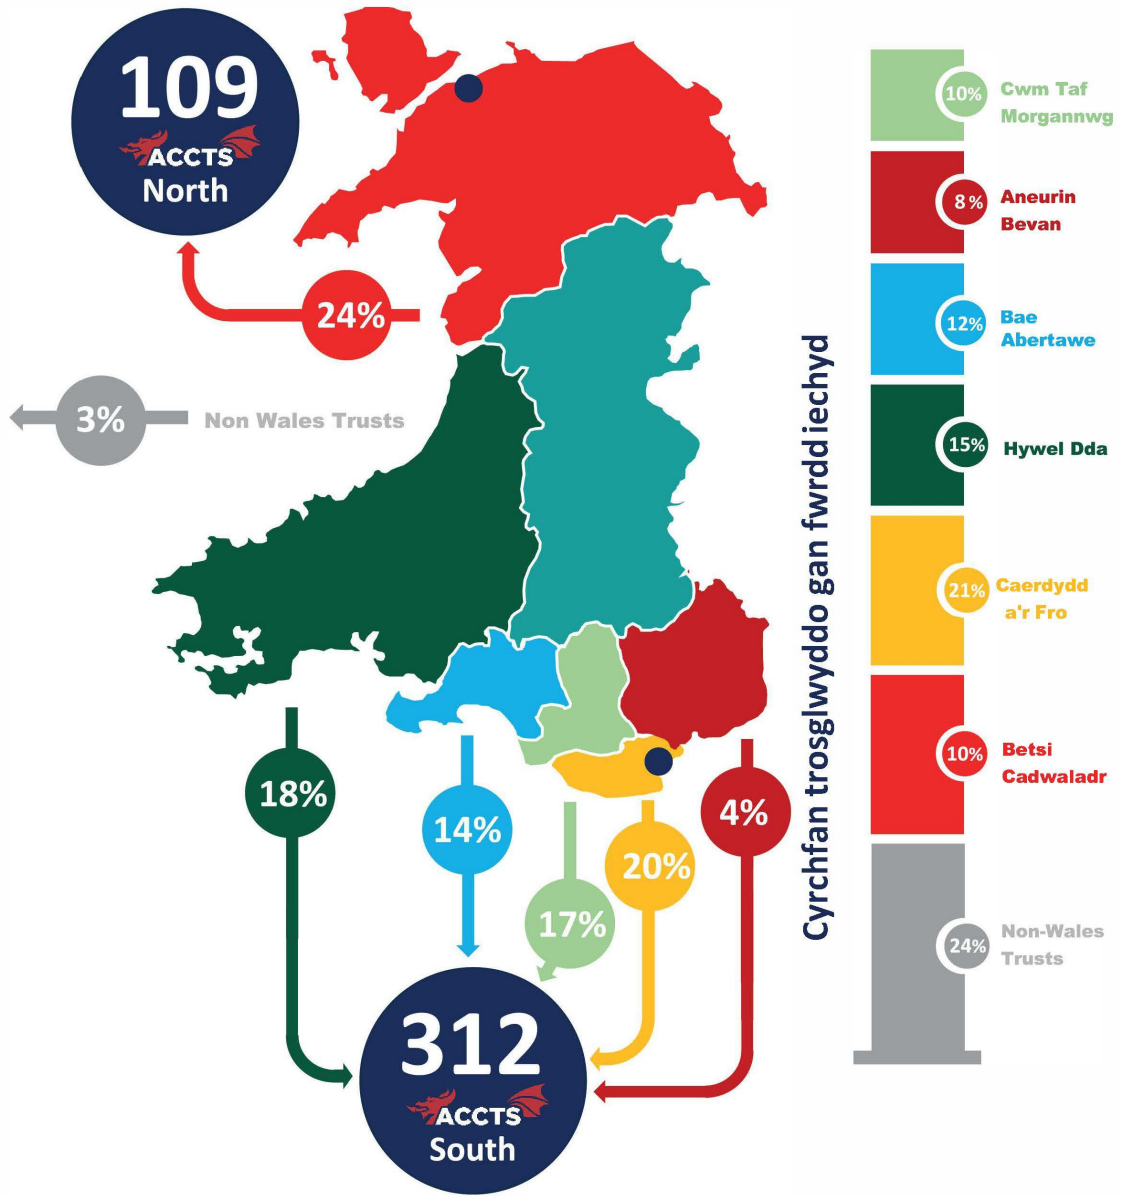 109
ACCTS
North
24%
3%
Non Wales Trusts
18%
14%
17%
20%
4%
312
ACCTS
South
Cyrchfan trosglwyddo gan fwrdd iechyd
10%
Cwm Taf
Morgannwg
8%
Aneurin
Bevan
12%
Bae
Abertawe
15%
Hywel Dda
21%
Caerdydd
a'r Fro
10%
Betsi
Cadwaladr
24%
Non-Wales
Trusts